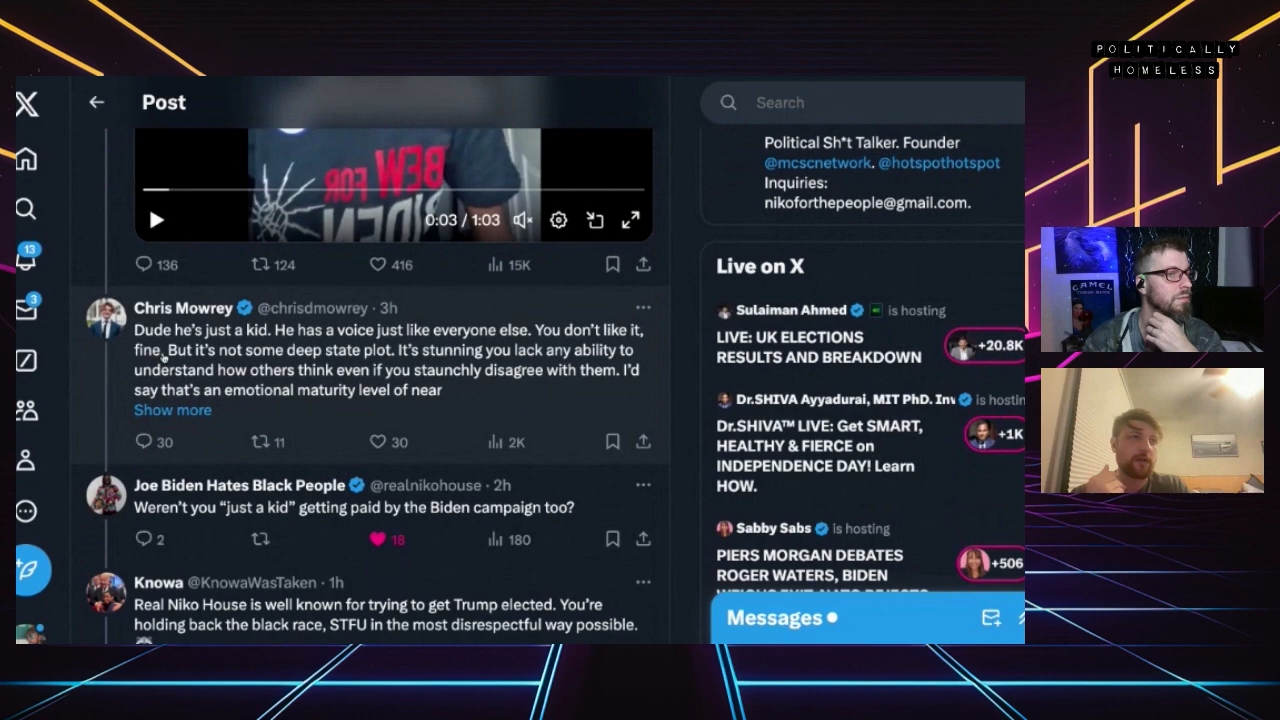 POLITICALLY
HOMELESS
Post
Search
BEW FOR
BIDEN
0:03 / 1:03
136
124
416
15K
13
3
Chris Mowrey @chrisdmowrey · 3h
Dude he's just a kid. He has a voice just like everyone else. You don't like it,
fine. But it's not some deep state plot. It's stunning you lack any ability to
understand how others think even if you staunchly disagree with them. I'd
say that's an emotional maturity level of near
Show more
30
11
30
2K
Joe Biden Hates Black People @realnikohouse · 2h
Weren't you “just a kid” getting paid by the Biden campaign too?
2
18
180
Knowa @KnowaWasTaken · 1h
Real Niko House is well known for trying to get Trump elected. You're
holding back the black race, STFU in the most disrespectful way possible.
Political Sh*t Talker. Founder
@mcscnetwork. @hotspothotspot
Inquiries:
nikoforthepeople@gmail.com.
Live on X
Sulaiman Ahmed is hosting
LIVE: UK ELECTIONS
RESULTS AND BREAKDOWN
+20.8K
Dr.SHIVA Ayyadurai, MIT PhD. Inv is hostin
Dr.SHIVA™ LIVE: Get SMART,
HEALTHY & FIERCE on
INDEPENDENCE DAY! Learn
HOW.
+1K
Sabby Sabs is hosting
PIERS MORGAN DEBATES
ROGER WATERS, BIDEN
+506
Messages
CAMEL